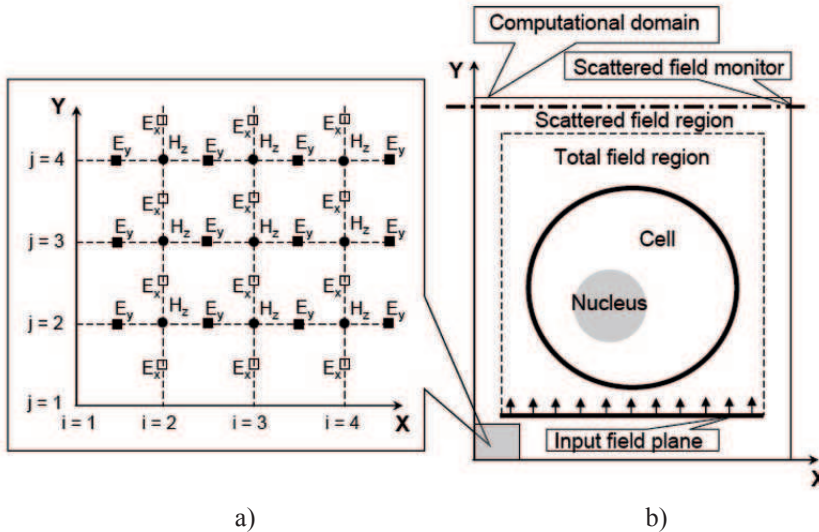 Computational domain
Y
Scattered field monitor
Scattered field region
Total field region
Cell
Nucleus
Input field plane
X
Y
Ex Ex Ex
j = 4 Ey Hz Ey Hz Ey Hz Ey
Ex Ex Ex
j = 3 Ey Hz Ey Hz Ey Hz Ey
Ex Ex Ex
j = 2 Ey Hz Ey Hz Ey Hz Ey
Ex Ex Ex
j = 1
i = 1 i = 2 i = 3 i = 4 X
a) b)